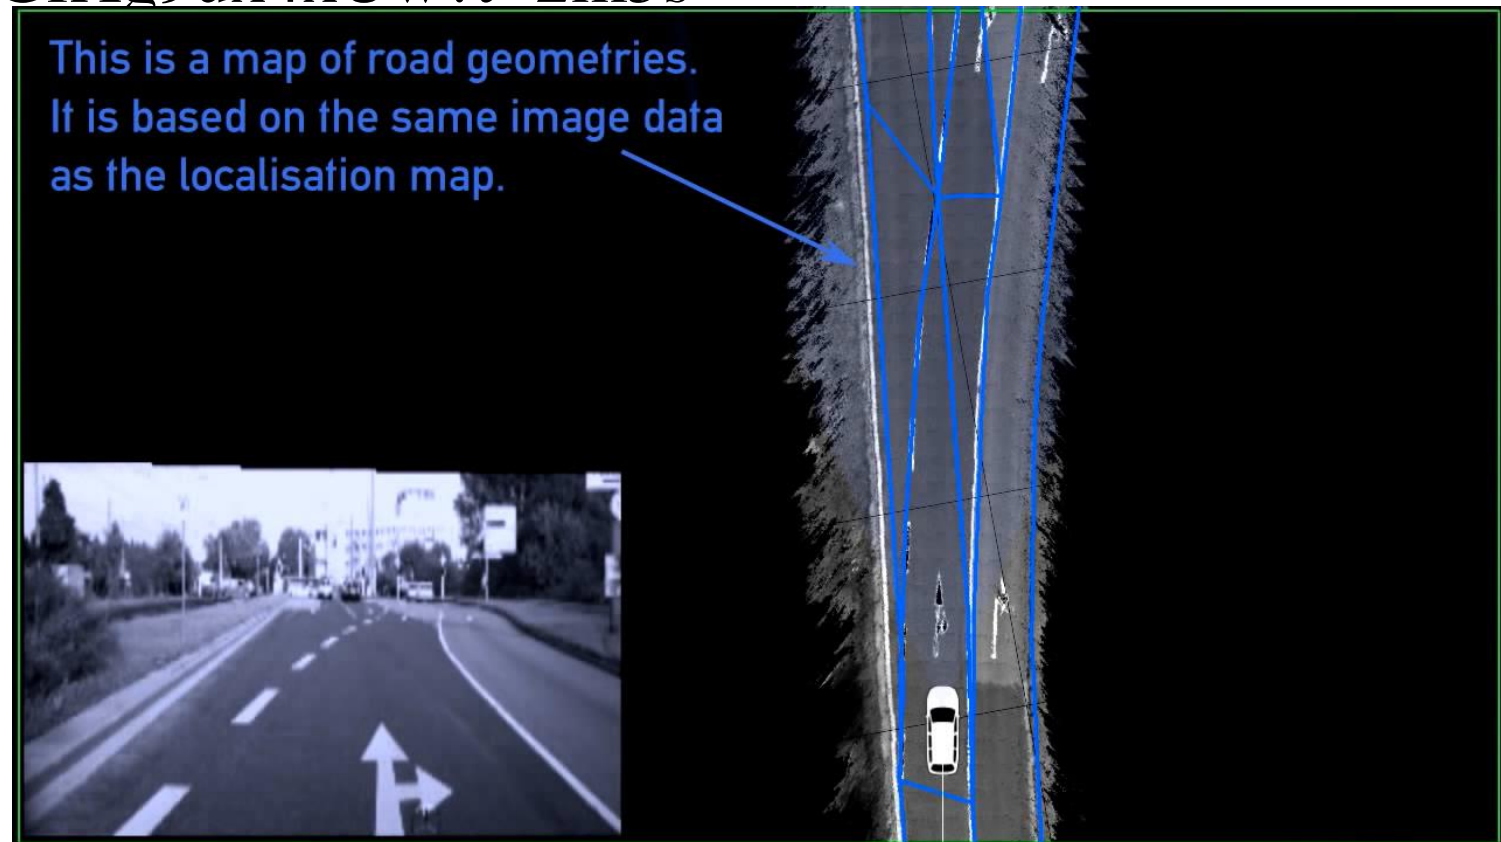 This is a map of road geometries.
It is based on the same image data
as the localisation map.